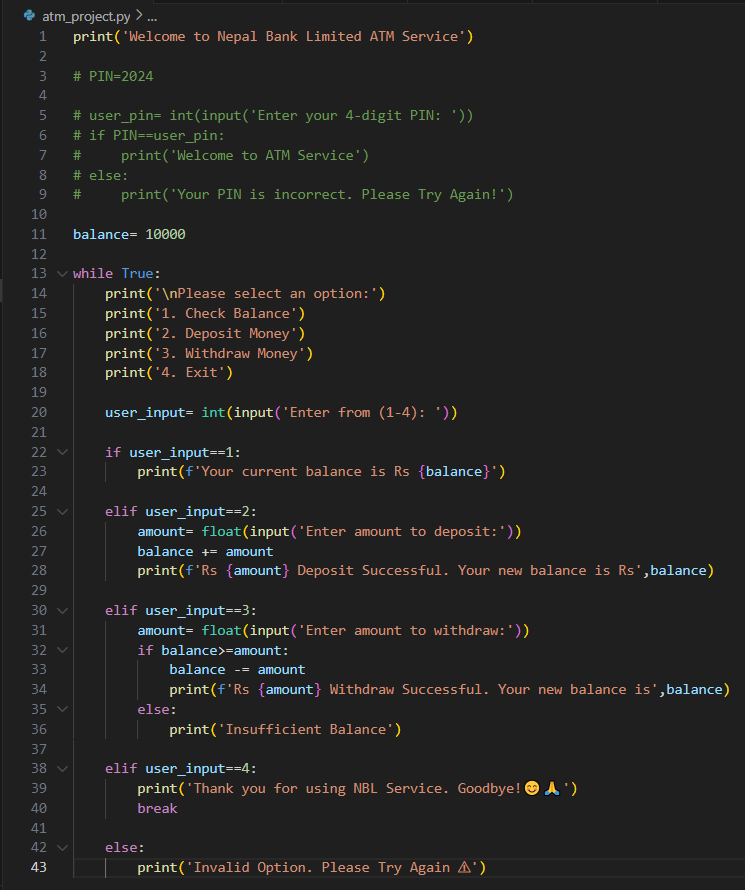 atm_project.py > ...
1 print('Welcome to Nepal Bank Limited ATM Service')
2
3 # PIN=2024
4
5 # user_pin= int(input('Enter your 4-digit PIN: '))
6 # if PIN==user_pin:
7 #     print('Welcome to ATM Service')
8 # else:
9 #     print('Your PIN is incorrect. Please Try Again!')
10
11 balance= 10000
12
13 while True:
14     print('\nPlease select an option:')
15     print('1. Check Balance')
16     print('2. Deposit Money')
17     print('3. Withdraw Money')
18     print('4. Exit')
19
20     user_input= int(input('Enter from (1-4): '))
21
22     if user_input==1:
23         print(f'Your current balance is Rs {balance}')
24
25     elif user_input==2:
26         amount= float(input('Enter amount to deposit:'))
27         balance += amount
28         print(f'Rs {amount} Deposit Successful. Your new balance is Rs',balance)
29
30     elif user_input==3:
31         amount= float(input('Enter amount to withdraw:'))
32         if balance>=amount:
33             balance -= amount
34             print(f'Rs {amount} Withdraw Successful. Your new balance is',balance)
35         else:
36             print('Insufficient Balance')
37
38     elif user_input==4:
39         print('Thank you for using NBL Service. Goodbye!😊🙏')
40         break
41
42     else:
43         print('Invalid Option. Please Try Again ⚠')